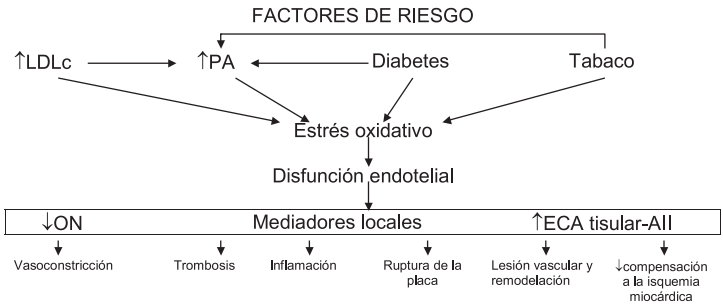 FACTORES DE RIESGO
↑LDLc ↑PA Diabetes Tabaco
Estrés oxidativo
Disfunción endotelial
↓ON Mediadores locales ↑ECA tisular-AII
Vasoconstricción Trombosis Inflamación Ruptura de la placa Lesión vascular y remodelación ↓compensación a la isquemia miocárdica